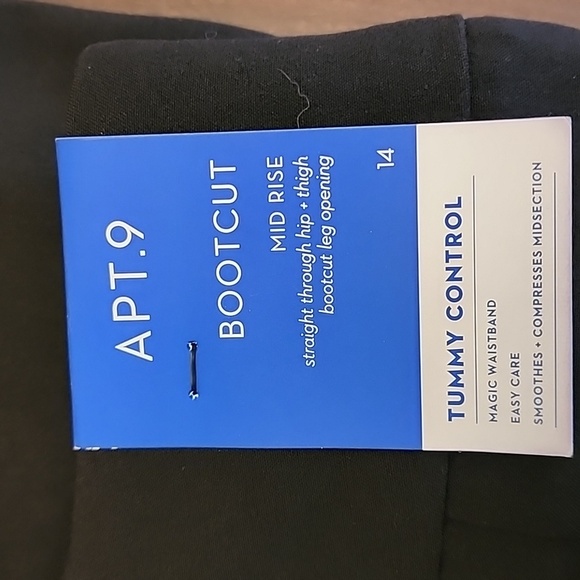 APT.9
BOOTCUT
MID RISE
straight through hip + thigh
bootcut leg opening
14
TUMMY CONTROL
MAGIC WAISTBAND
EASY CARE
SMOOTHES + COMPRESSES MIDSECTION